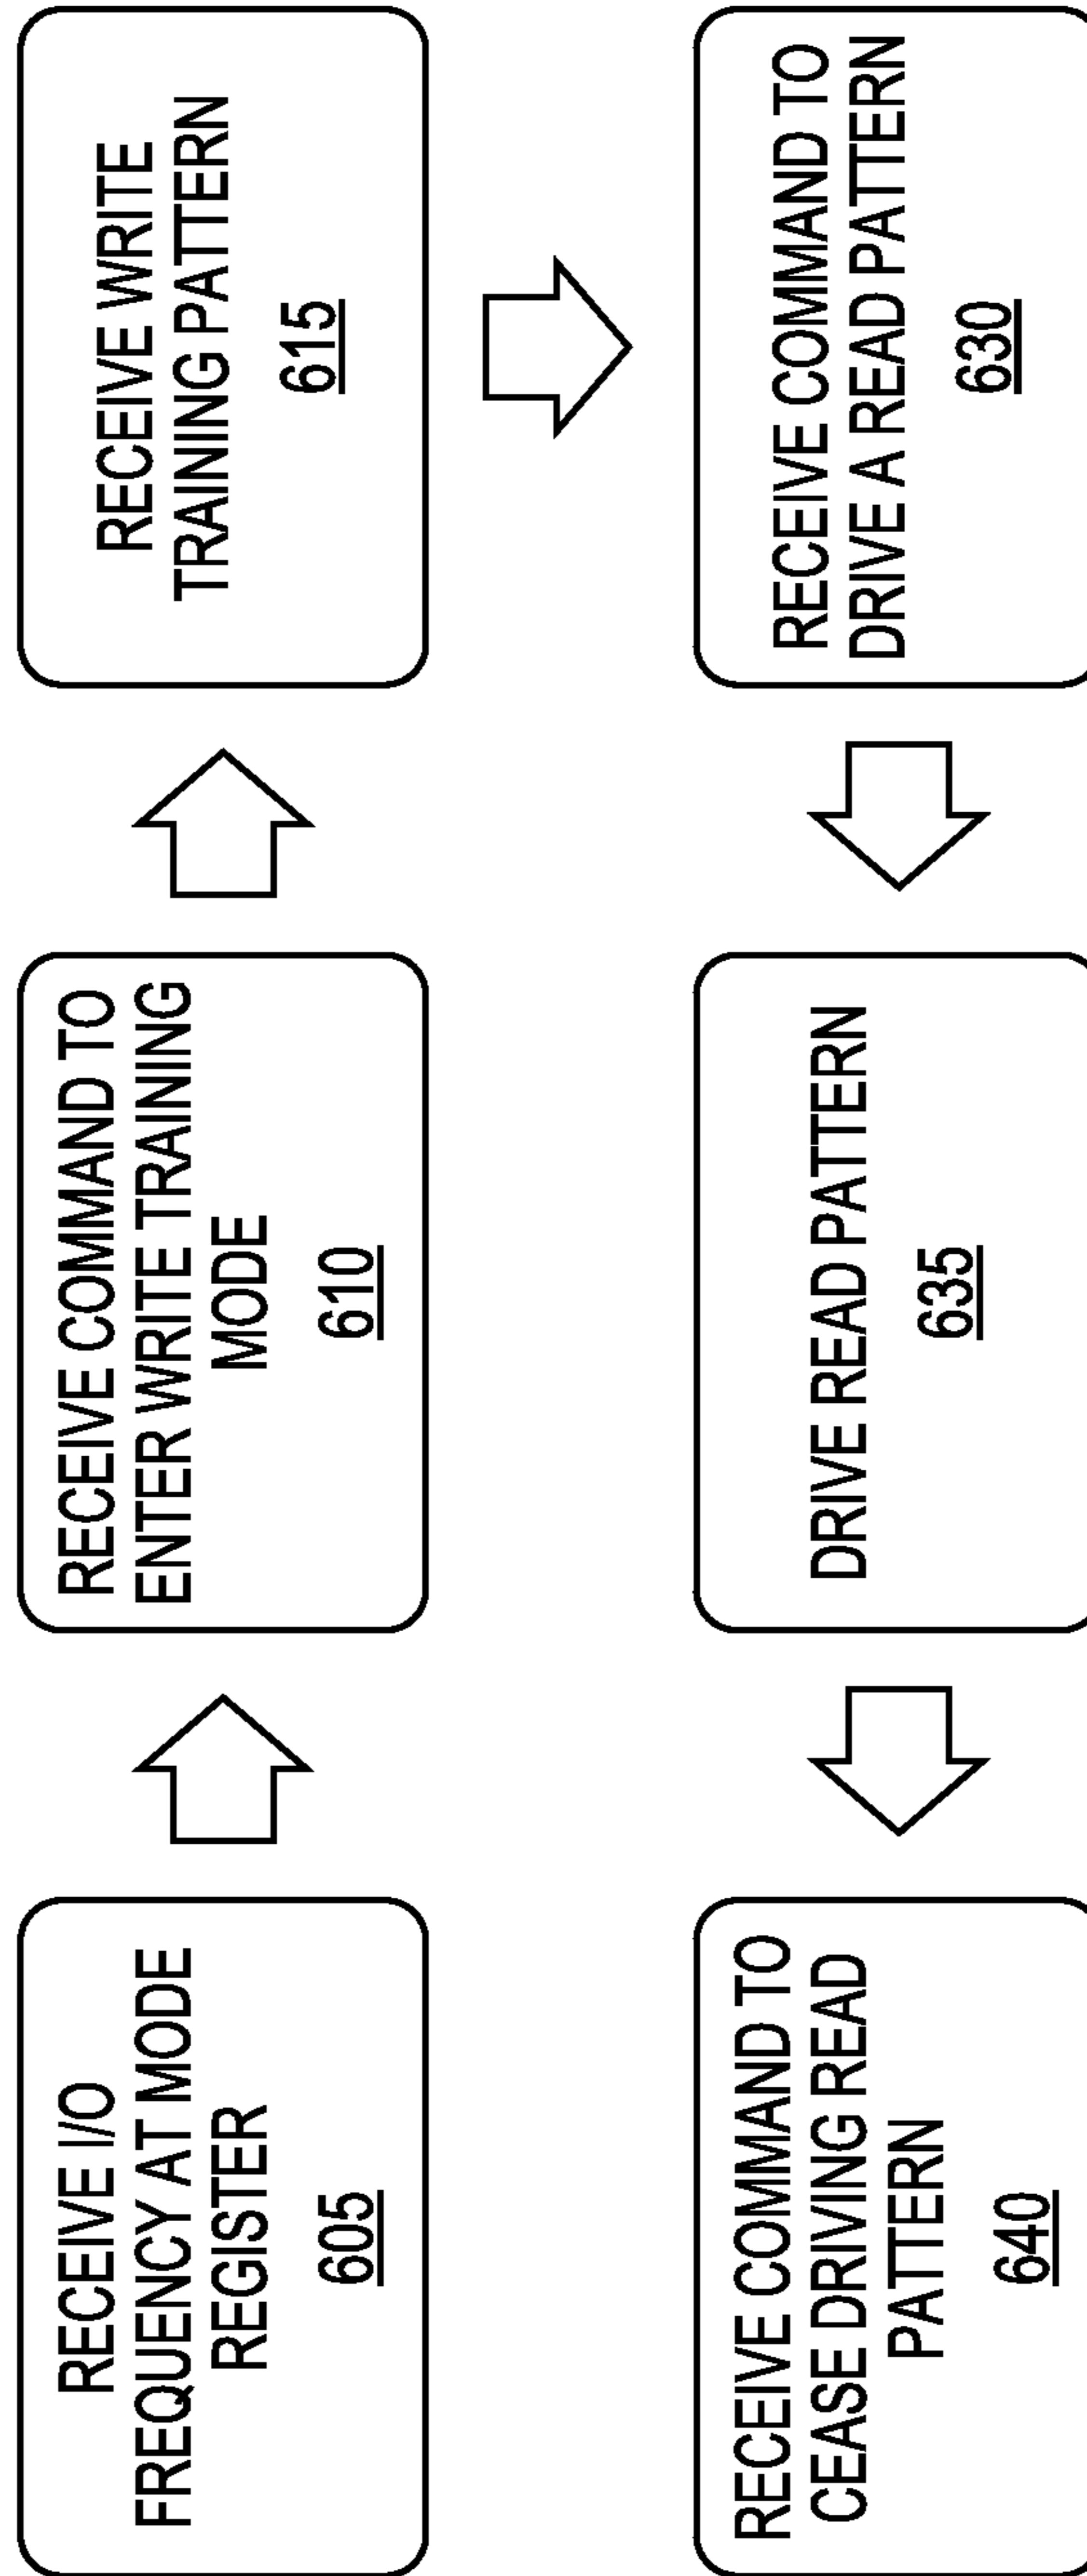 RECEIVE I/O
FREQUENCY AT MODE
REGISTER
605
RECEIVE COMMAND TO
ENTER WRITE TRAINING
MODE
610
RECEIVE WRITE
TRAINING PATTERN
615
RECEIVE COMMAND TO
DRIVE A READ PATTERN
630
DRIVE READ PATTERN
635
RECEIVE COMMAND TO
CEASE DRIVING READ
PATTERN
640